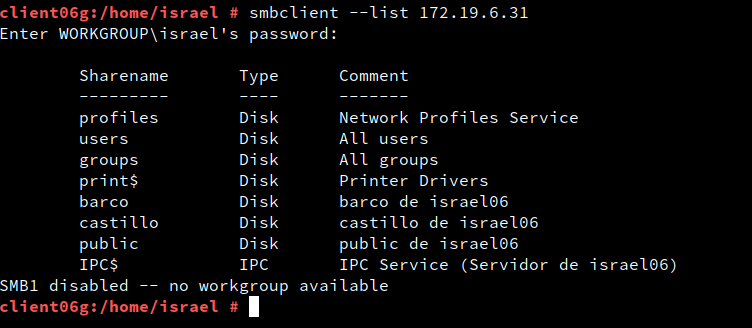 client06g:/home/israel # smbclient --list 172.19.6.31
Enter WORKGROUP\israel's password:
Sharename Type Comment
--------- ---- -------
profiles Disk Network Profiles Service
users Disk All users
groups Disk All groups
print$ Disk Printer Drivers
barco Disk barco de israel06
castillo Disk castillo de israel06
public Disk public de israel06
IPC$ IPC IPC Service (Servidor de israel06)
SMB1 disabled -- no workgroup available
client06g:/home/israel #